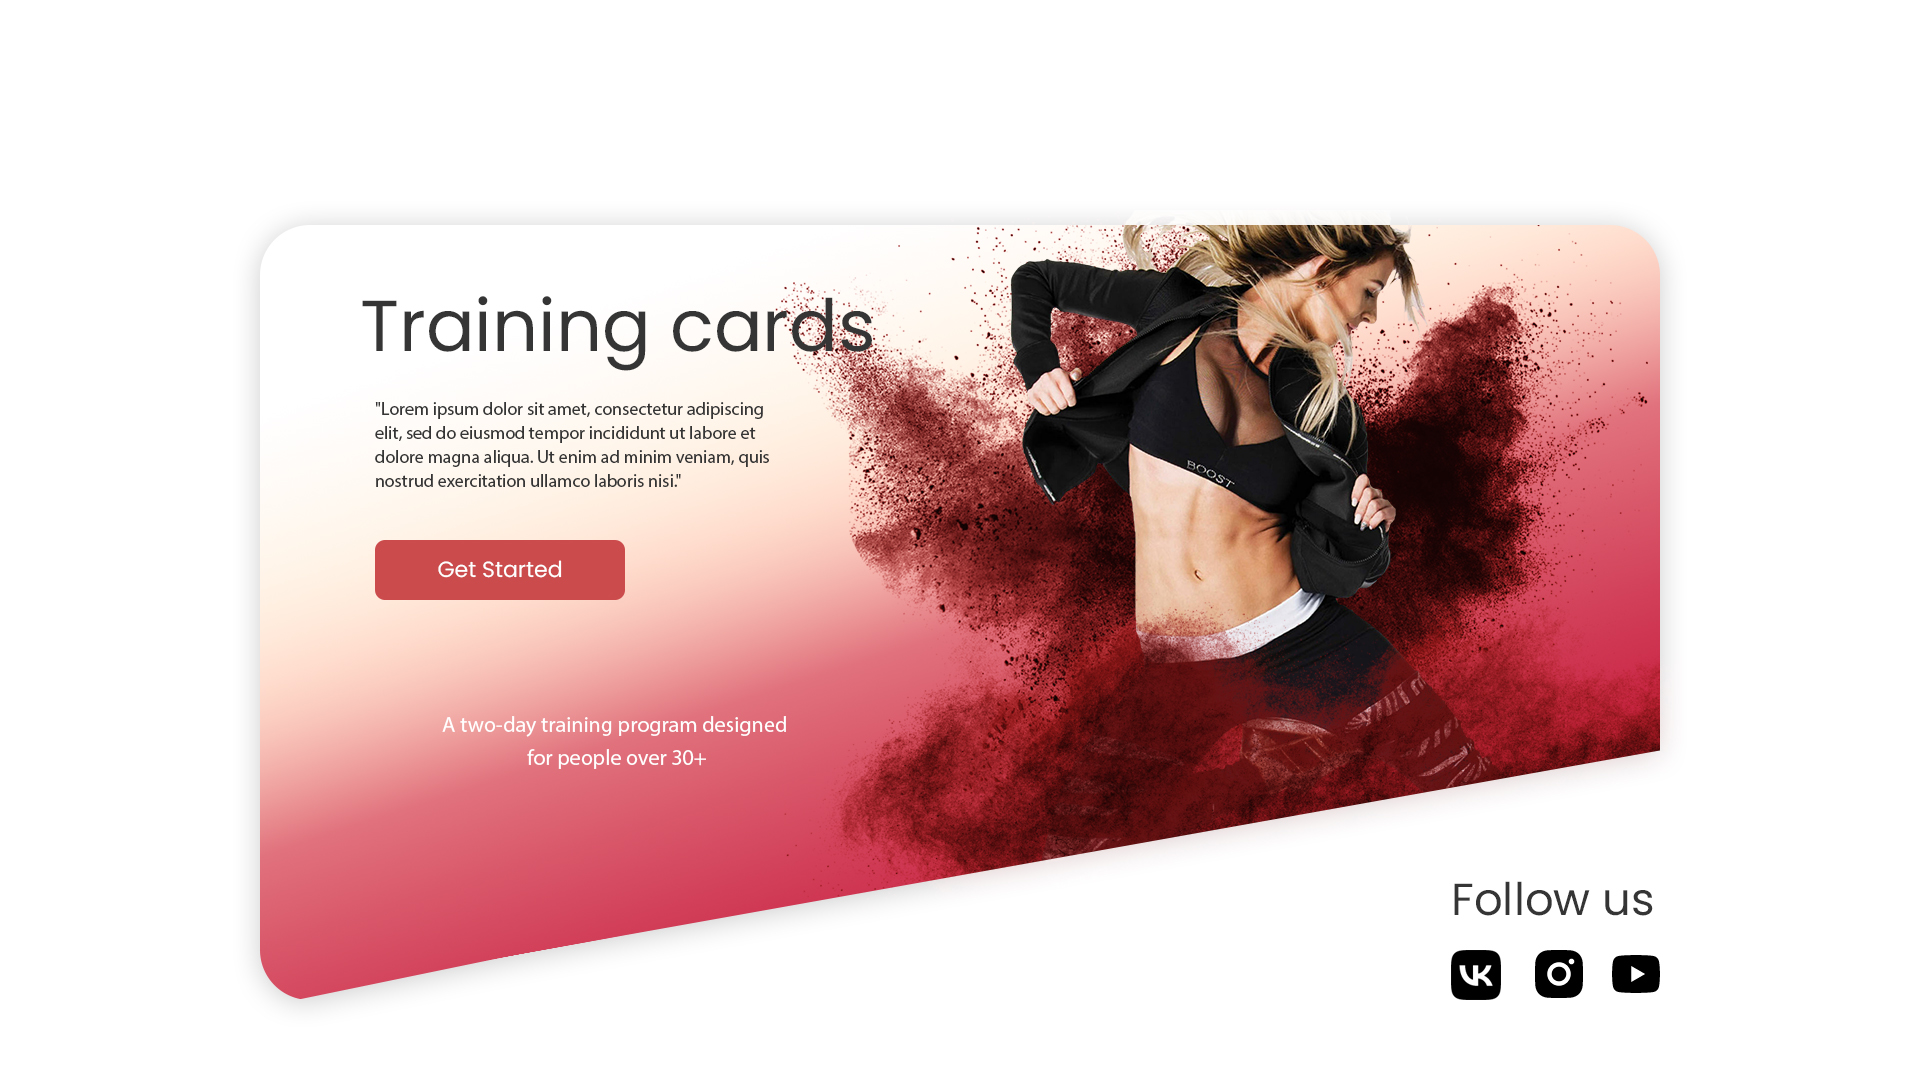 Training cards
"Lorem ipsum dolor sit amet, consectetur adipiscing
elit, sed do eiusmod tempor incididunt ut labore et
dolore magna aliqua. Ut enim ad minim veniam, quis
nostrud exercitation ullamco laboris nisi."
Get Started
BOOST
A two-day training program designed
for people over 30+
Follow us
VK